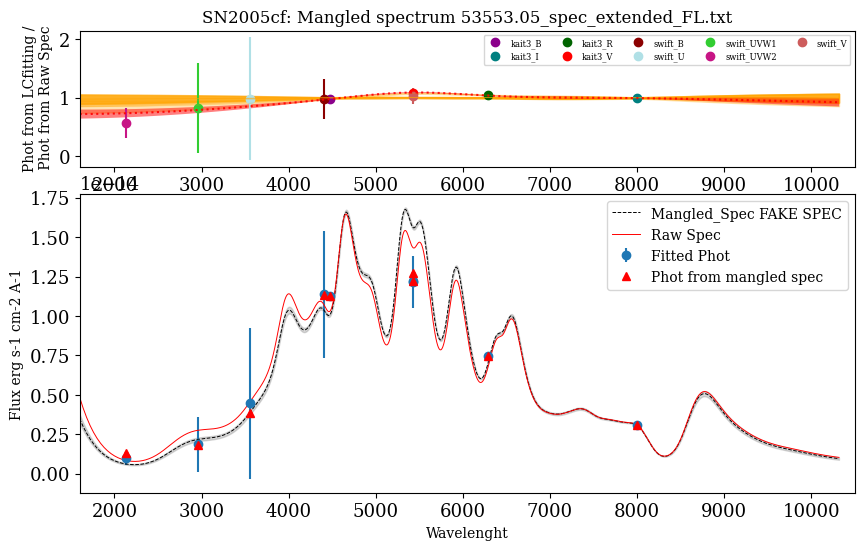 SN2005cf: Mangled spectrum 53553.05_spec_extended_FL.txt
Phot from LCfitting /
Phot from Raw Spec
2
1
0
kait3_B
kait3_I
kait3_R
kait3_V
swift_B
swift_U
swift_UVW1
swift_UVW2
swift_V
2000 3000 4000 5000 6000 7000 8000 9000 10000
1e−14
Flux erg s-1 cm-2 A-1
1.75
1.50
1.25
1.00
0.75
0.50
0.25
0.00
Mangled_Spec FAKE SPEC
Raw Spec
Fitted Phot
Phot from mangled spec
2000 3000 4000 5000 6000 7000 8000 9000 10000
Wavelenght